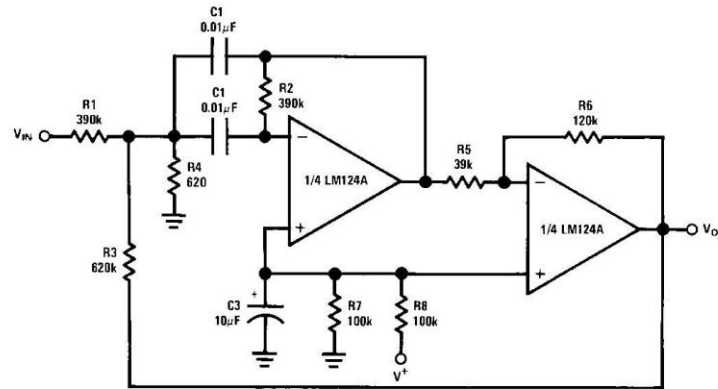 C1
0.01μF
R2
390k
C1
0.01μF
R1
390k
VIN
R4
620
1/4 LM124A
R5
39k
R6
120k
1/4 LM124A
VO
R3
620k
+
C3
10μF
R7
100k
R8
100k
V+